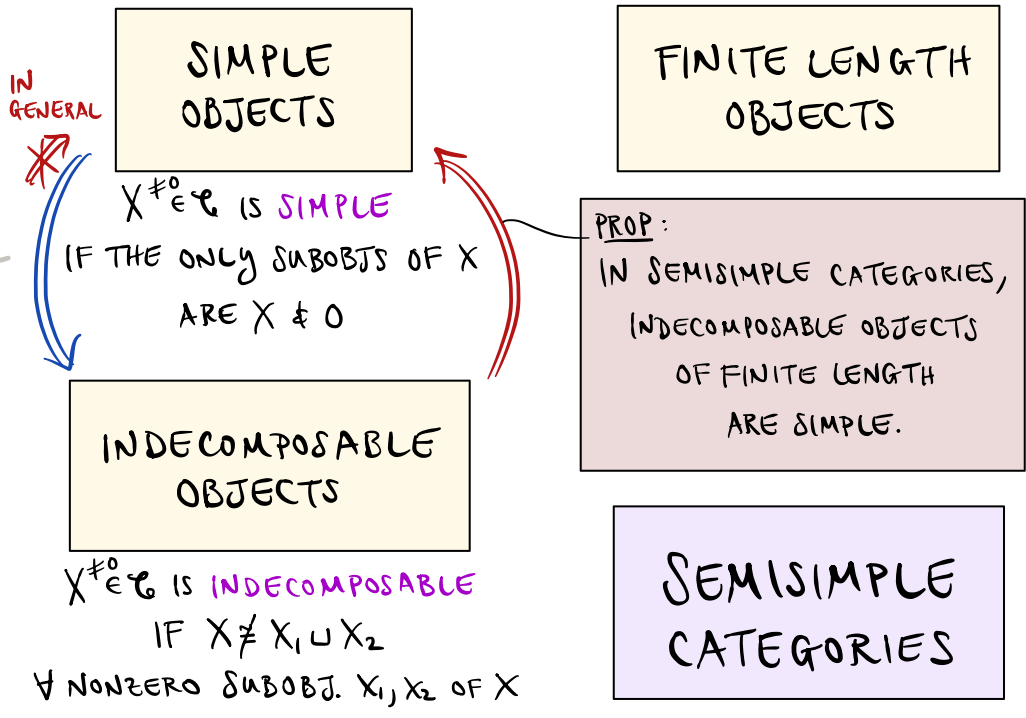 SIMPLE
OBJECTS
IN
GENERAL
X^{≠0} ∈ 𝒞 IS SIMPLE
IF THE ONLY SUBOBJS OF X
ARE X & 0
INDECOMPOSABLE
OBJECTS
X^{≠0} ∈ 𝒞 IS INDECOMPOSABLE
IF X ≇ X₁ ⊔ X₂
∀ NONZERO SUBOBJ. X₁, X₂ OF X
FINITE LENGTH
OBJECTS
PROP:
IN SEMISIMPLE CATEGORIES,
INDECOMPOSABLE OBJECTS
OF FINITE LENGTH
ARE SIMPLE.
SEMISIMPLE
CATEGORIES